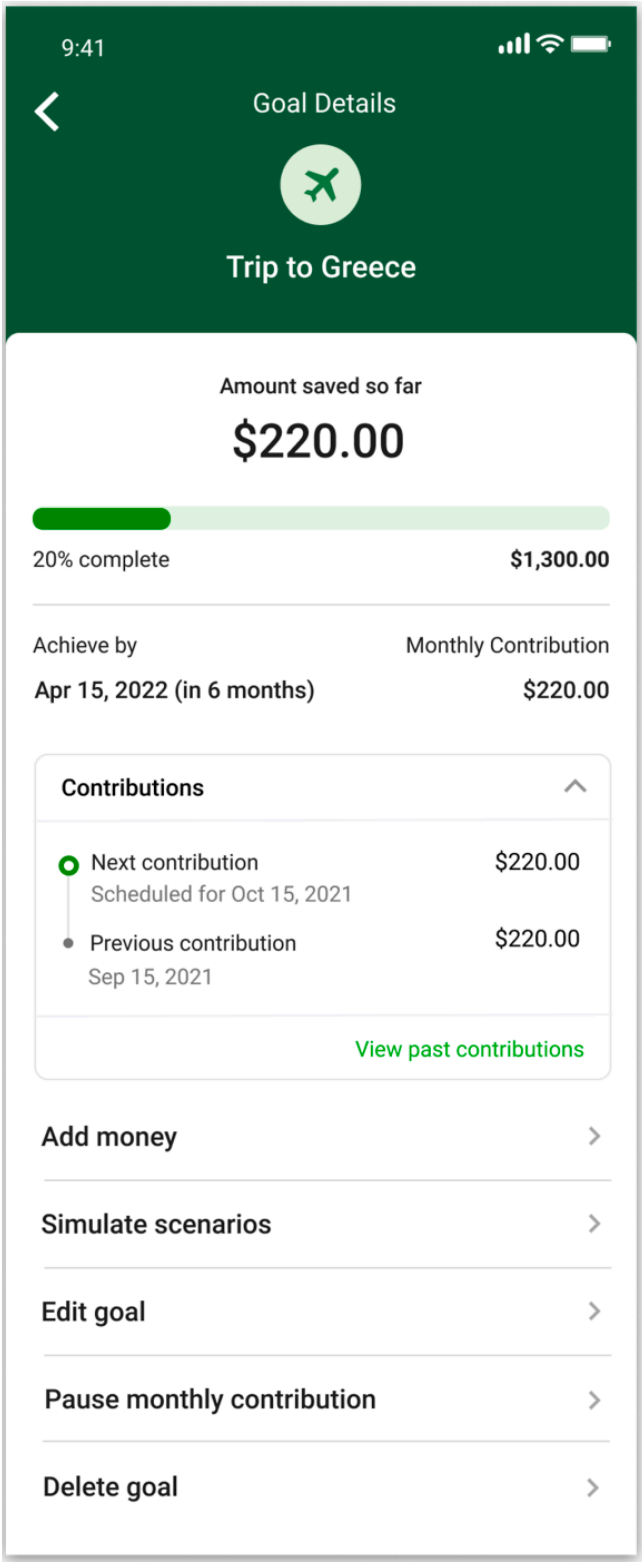 9:41
Goal Details
Trip to Greece
Amount saved so far
$220.00
20% complete $1,300.00
Achieve by Monthly Contribution
Apr 15, 2022 (in 6 months) $220.00
Contributions
Next contribution $220.00
Scheduled for Oct 15, 2021
Previous contribution $220.00
Sep 15, 2021
View past contributions
Add money
Simulate scenarios
Edit goal
Pause monthly contribution
Delete goal